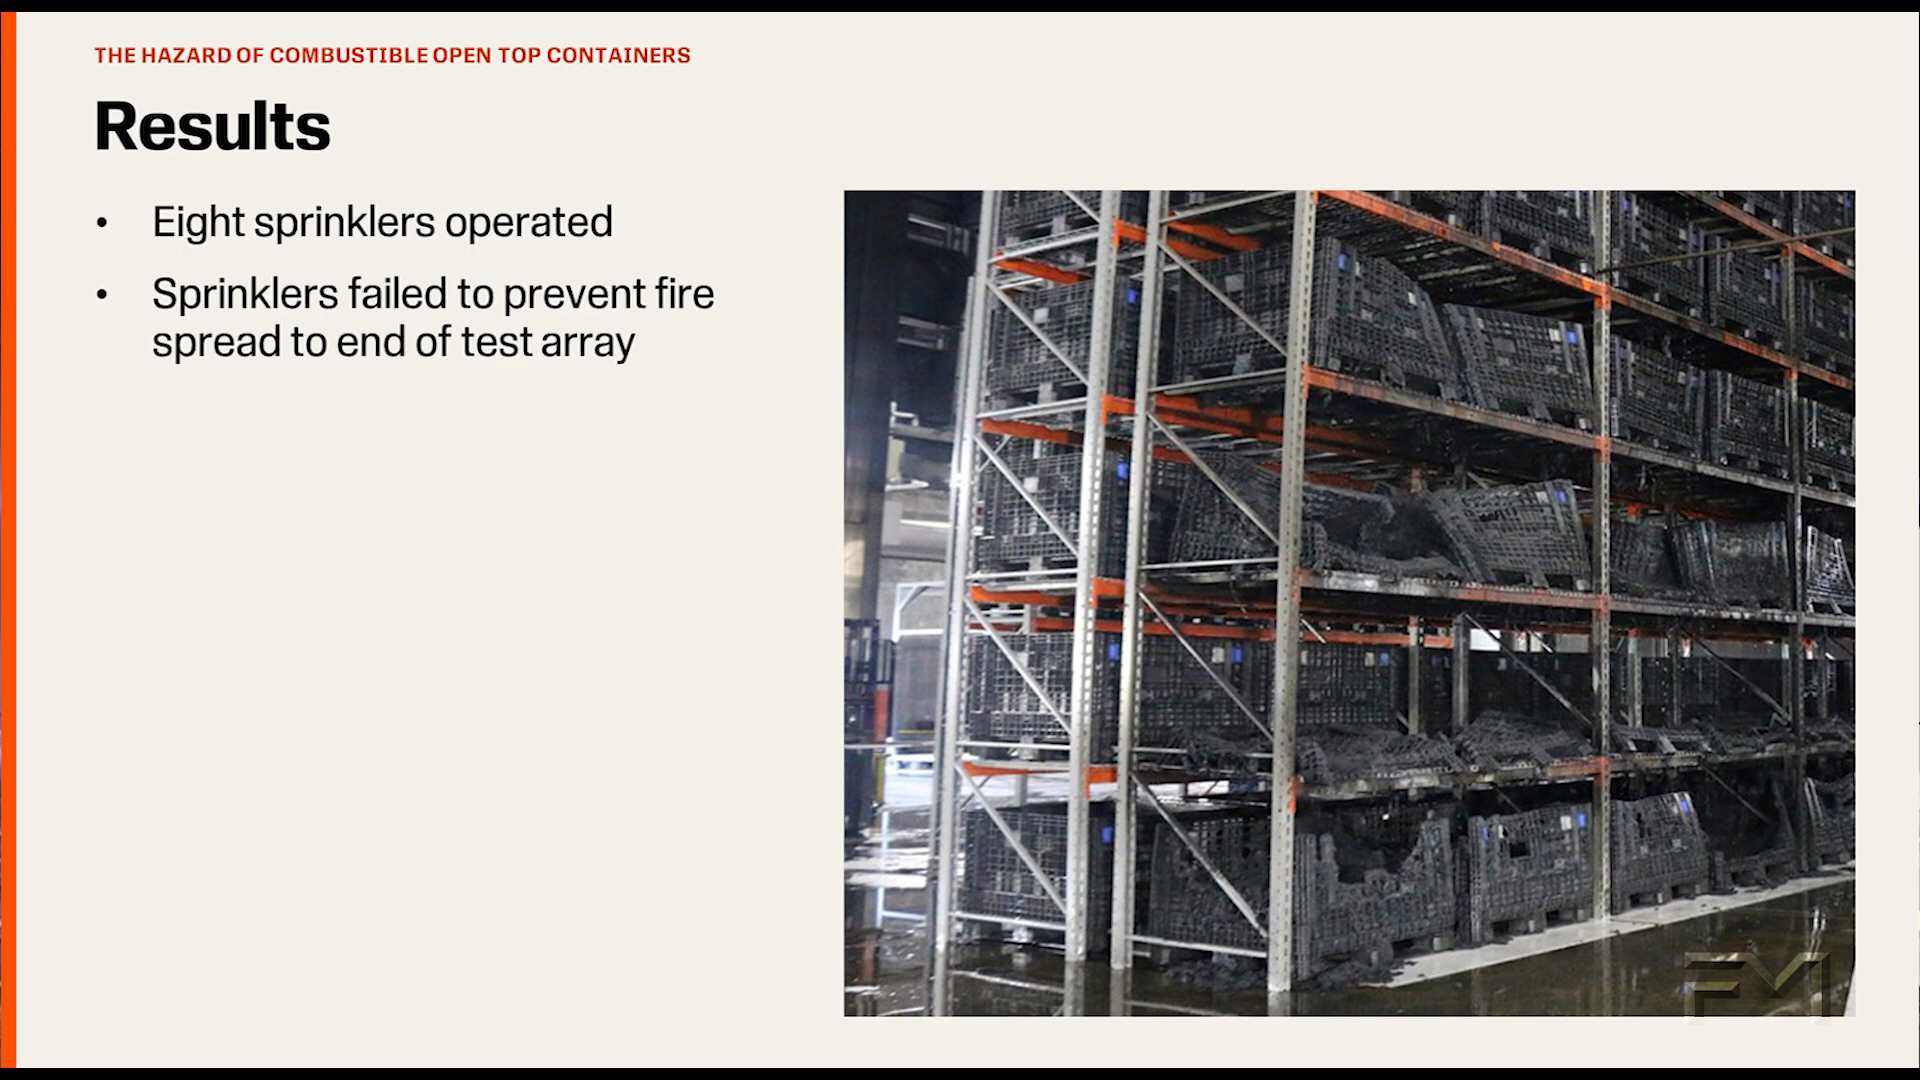 THE HAZARD OF COMBUSTIBLE OPEN TOP CONTAINERS
Results
• Eight sprinklers operated
• Sprinklers failed to prevent fire
spread to end of test array
FM